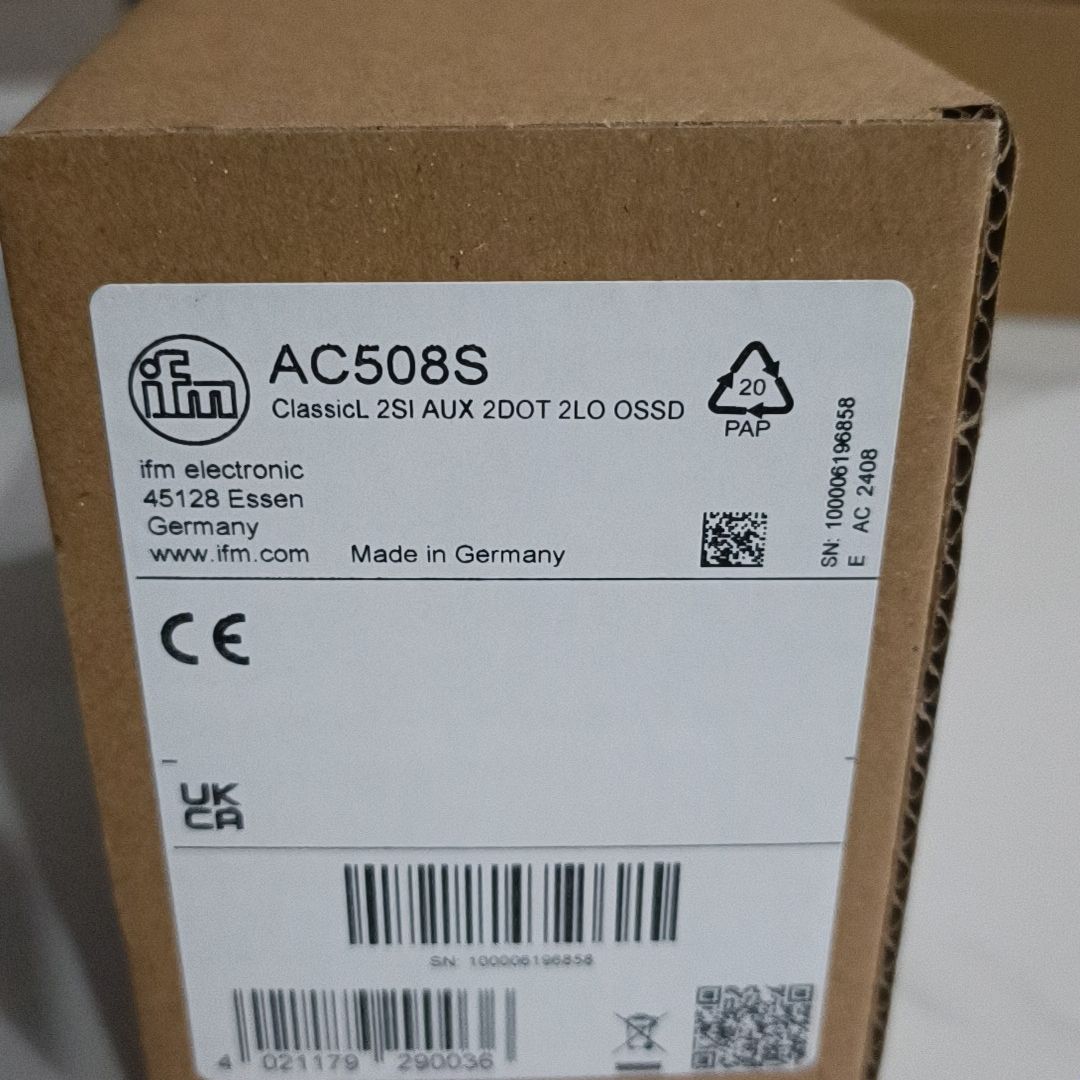 ifm
AC508S
ClassicL 2SI AUX 2DOT 2LO OSSD
20
PAP
ifm electronic
45128 Essen
Germany
www.ifm.com
Made in Germany
SN: 100006196858
E AC 2408
CE
UK
CA
SN: 100006196858
4 021179 290036